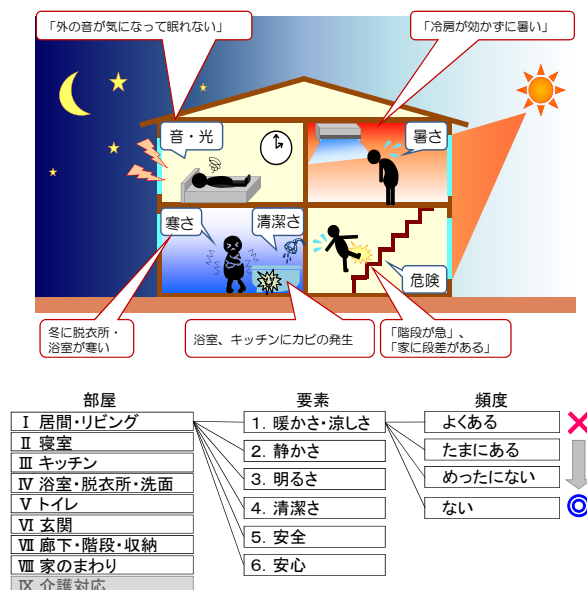 「外の音が気になって眠れない」
「冷房が効かずに暑い」
音・光
暑さ
寒さ
清潔さ
危険
冬に脱衣所・
浴室が寒い
浴室、キッチンにカビの発生
「階段が急」、
「家に段差がある」
部屋
要素
頻度
Ⅰ 居間・リビング
Ⅱ 寝室
Ⅲ キッチン
Ⅳ 浴室・脱衣所・洗面
Ⅴ トイレ
Ⅵ 玄関
Ⅶ 廊下・階段・収納
Ⅷ 家のまわり
Ⅸ 介護対応
1. 暖かさ・涼しさ
2. 静かさ
3. 明るさ
4. 清潔さ
5. 安全
6. 安心
よくある
たまにある
めったにない
ない